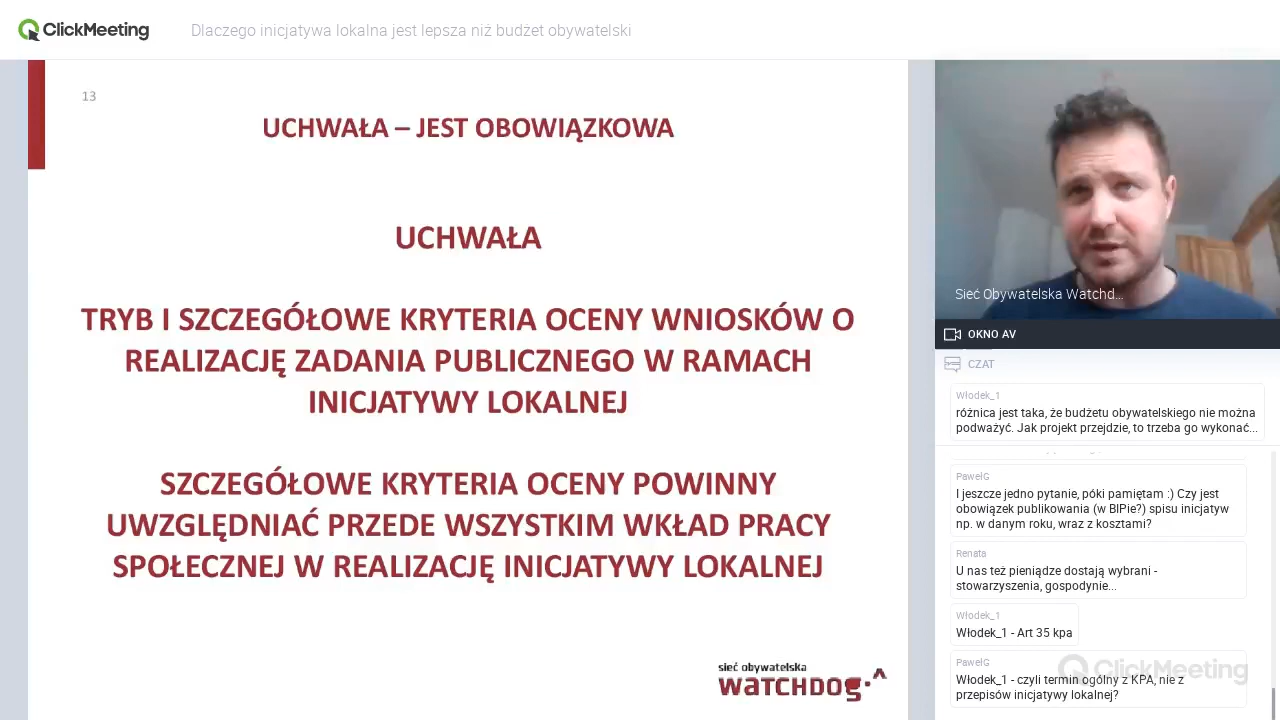 ClickMeeting
Dlaczego inicjatywa lokalna jest lepsza niż budżet obywatelski
13
UCHWAŁA – JEST OBOWIĄZKOWA
UCHWAŁA
TRYB I SZCZEGÓŁOWE KRYTERIA OCENY WNIOSKÓW O
REALIZACJĘ ZADANIA PUBLICZNEGO W RAMACH
INICJATYWY LOKALNEJ
SZCZEGÓŁOWE KRYTERIA OCENY POWINNY
UWZGLĘDNIAĆ PRZEDE WSZYSTKIM WKŁAD PRACY
SPOŁECZNEJ W REALIZACJĘ INICJATYWY LOKALNEJ
sieć obywatelska
WATCHDOG
Sieć Obywatelska Watchd...
OKNO AV
CZAT
Włodek_1
różnica jest taka, że budżetu obywatelskiego nie można
podważyć. Jak projekt przejdzie, to trzeba go wykonać...
PawełG
I jeszcze jedno pytanie, póki pamiętam :) Czy jest
obowiązek publikowania (w BIPie?) spisu inicjatyw
np. w danym roku, wraz z kosztami?
Renata
U nas też pieniądze dostają wybrani -
stowarzyszenia, gospodynie...
Włodek_1
Włodek_1 - Art 35 kpa
PawełG
Włodek_1 - czyli termin ogólny z KPA, nie z
przepisów inicjatywy lokalnej?
ClickMeeting